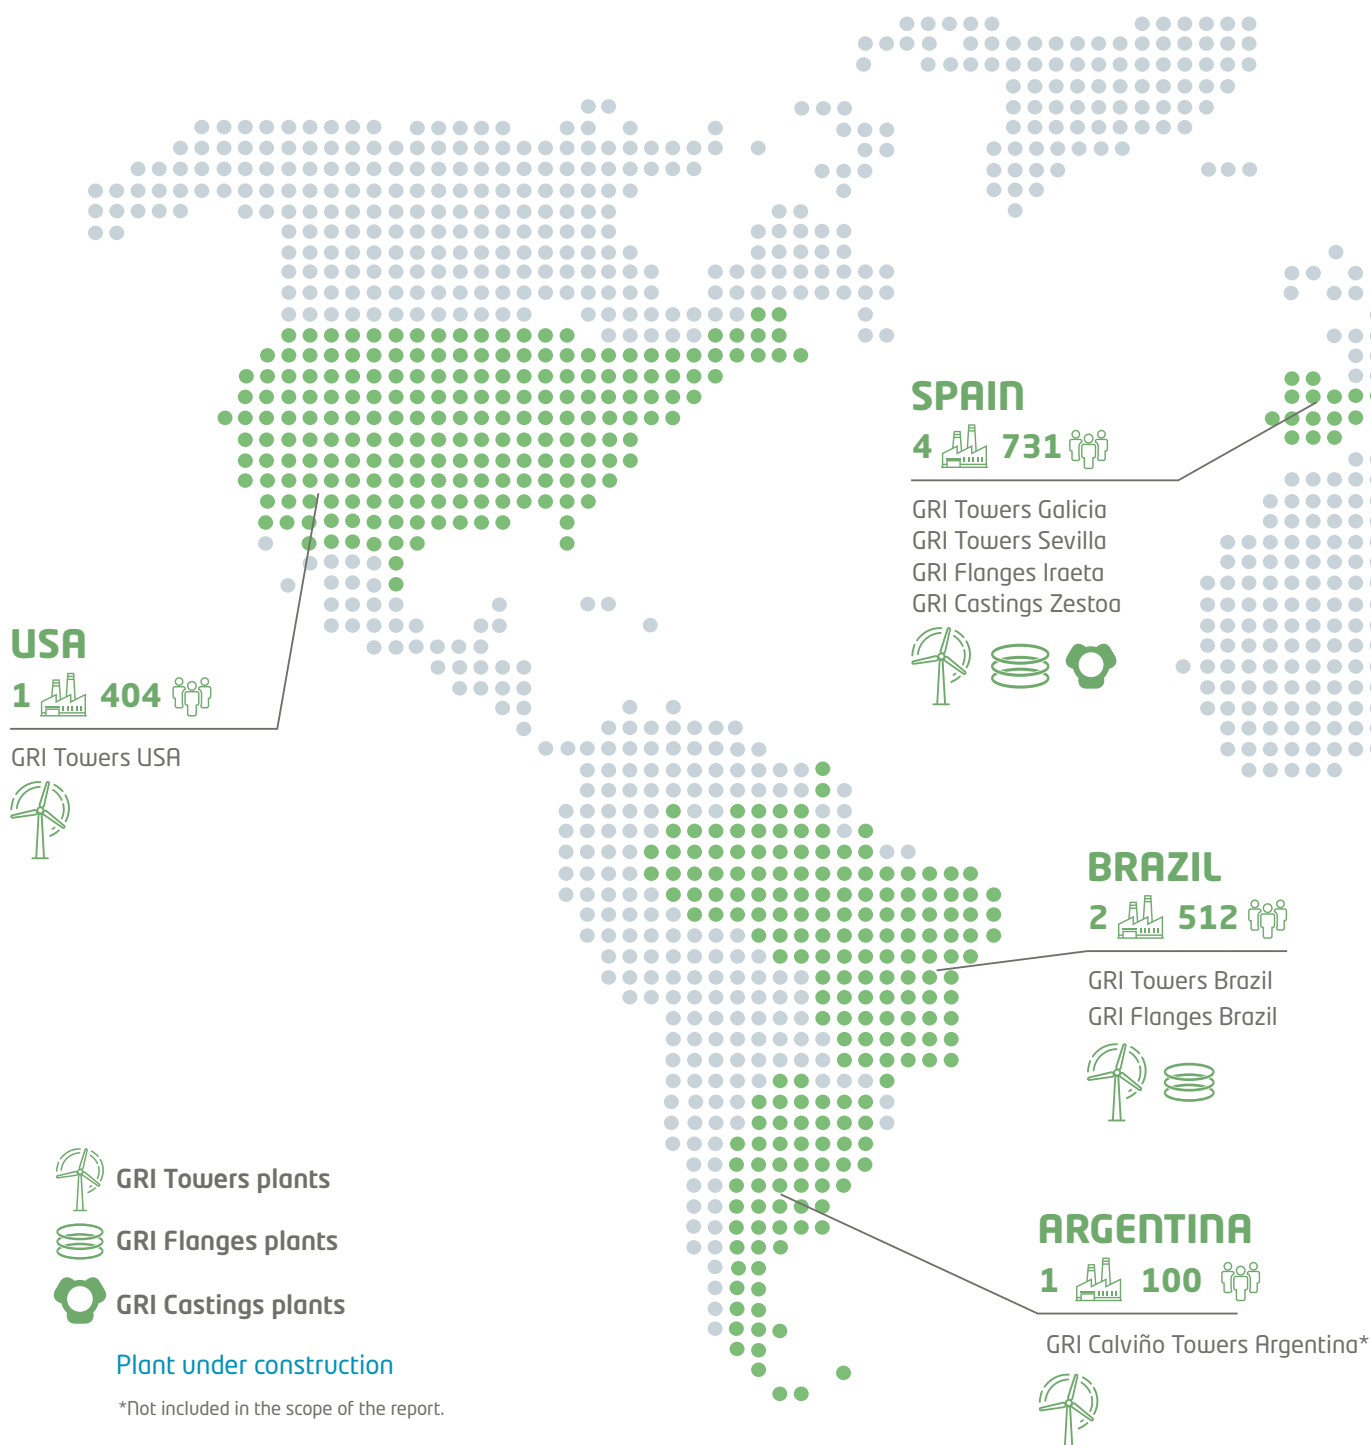 SPAIN
4 731
GRI Towers Galicia
GRI Towers Sevilla
GRI Flanges Iraeta
GRI Castings Zestoa
USA
1 404
GRI Towers USA
BRAZIL
2 512
GRI Towers Brazil
GRI Flanges Brazil
ARGENTINA
1 100
GRI Calviño Towers Argentina*
GRI Towers plants
GRI Flanges plants
GRI Castings plants
Plant under construction
*Not included in the scope of the report.